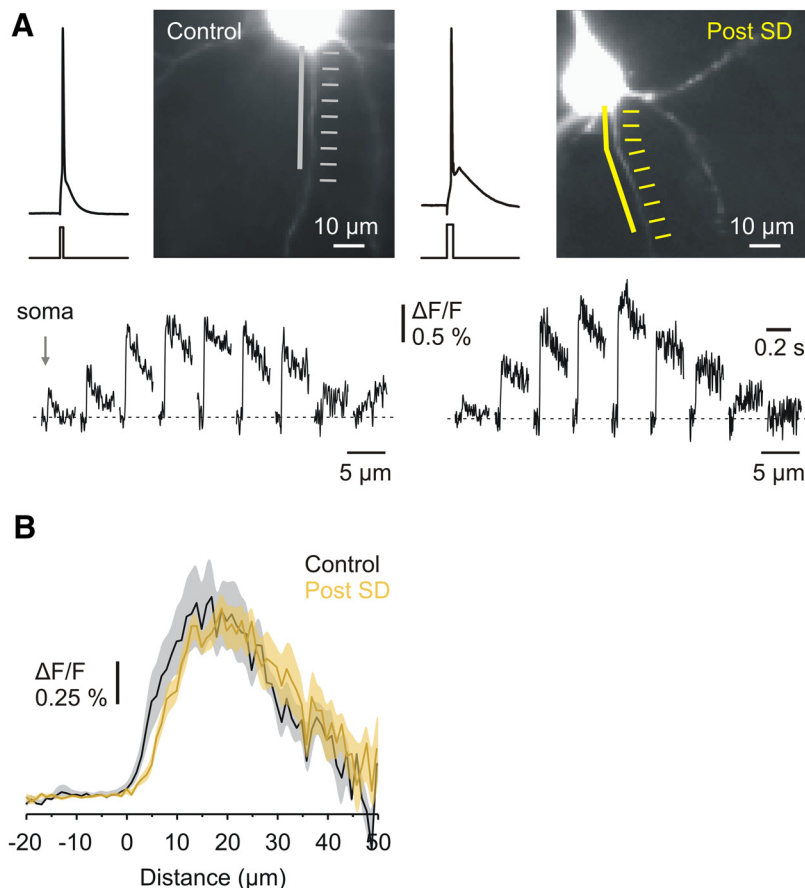 A
Control
10 µm
Post SD
10 µm
soma
ΔF/F
0.5 %
0.2 s
5 µm
5 µm
B
Control
Post SD
ΔF/F
0.25 %
-20 -10 0 10 20 30 40 50
Distance (µm)